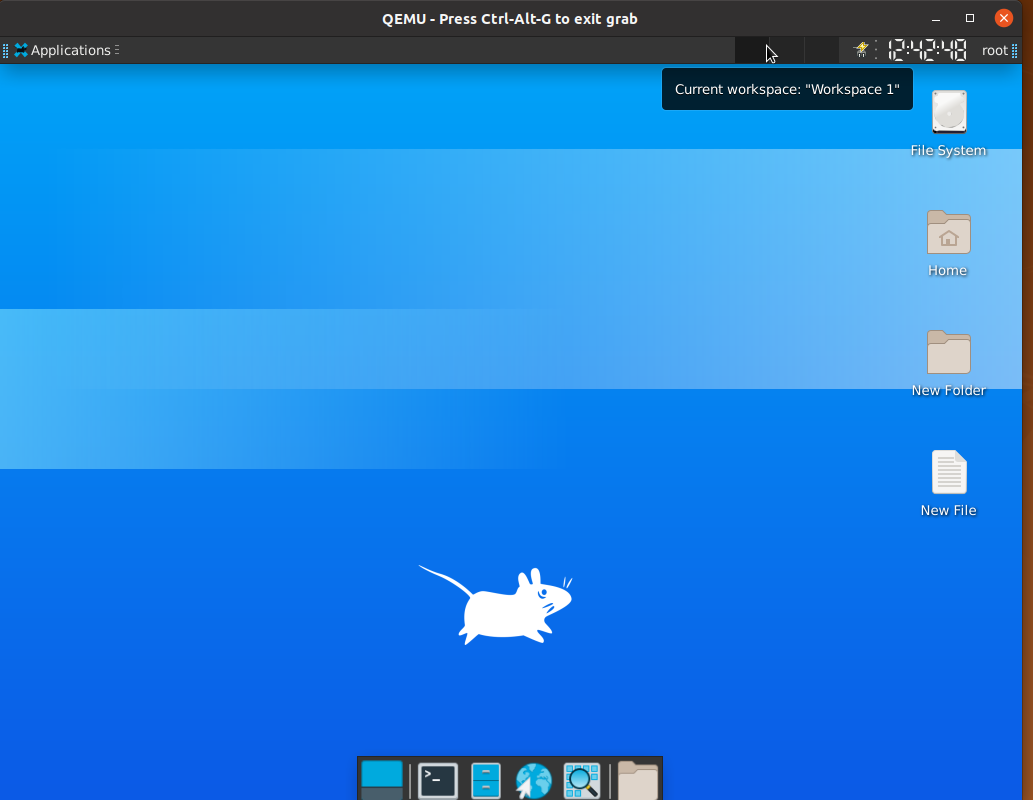 QEMU - Press Ctrl-Alt-G to exit grab
Applications
12:42:48
root
Current workspace: "Workspace 1"
File System
Home
New Folder
New File